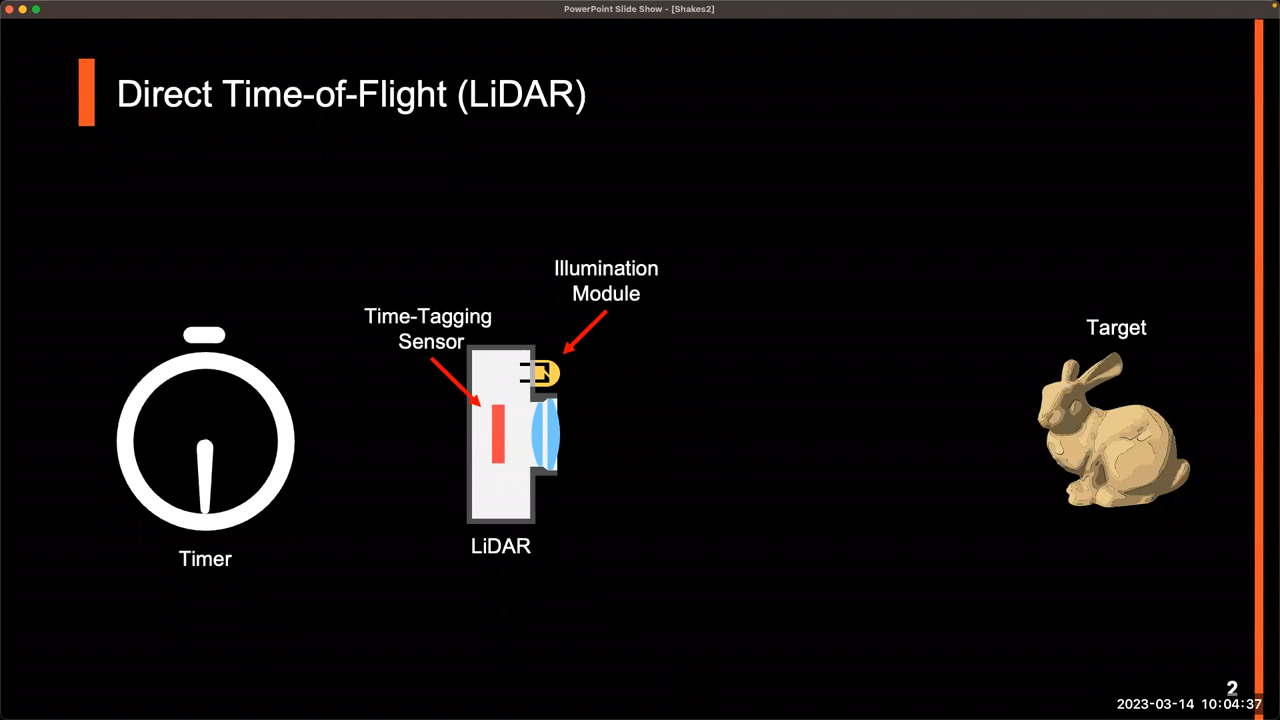 PowerPoint Slide Show - [Shakes2]
Direct Time-of-Flight (LiDAR)
Illumination
Module
Time-Tagging
Sensor
Target
LiDAR
Timer
2
2023-03-14 10:04:37